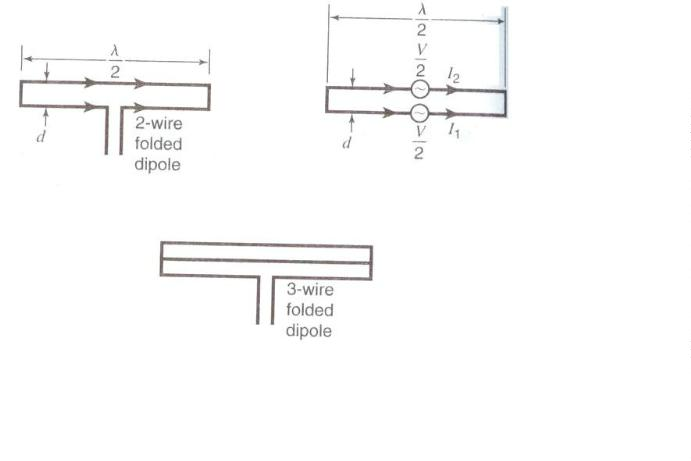 λ
2
d
2-wire
folded
dipole
λ
2
V
2
I₂
d
V
2
I₁
3-wire
folded
dipole